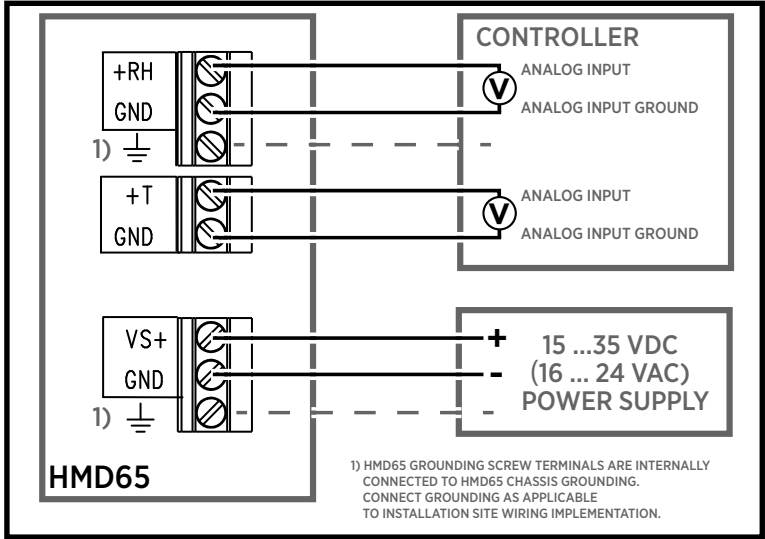 CONTROLLER
+RH
ANALOG INPUT
V
GND
ANALOG INPUT GROUND
1)
+T
ANALOG INPUT
V
GND
ANALOG INPUT GROUND
VS+
+
15 ...35 VDC
GND
-
(16 ... 24 VAC)
1)
POWER SUPPLY
HMD65
1) HMD65 GROUNDING SCREW TERMINALS ARE INTERNALLY
CONNECTED TO HMD65 CHASSIS GROUNDING.
CONNECT GROUNDING AS APPLICABLE
TO INSTALLATION SITE WIRING IMPLEMENTATION.